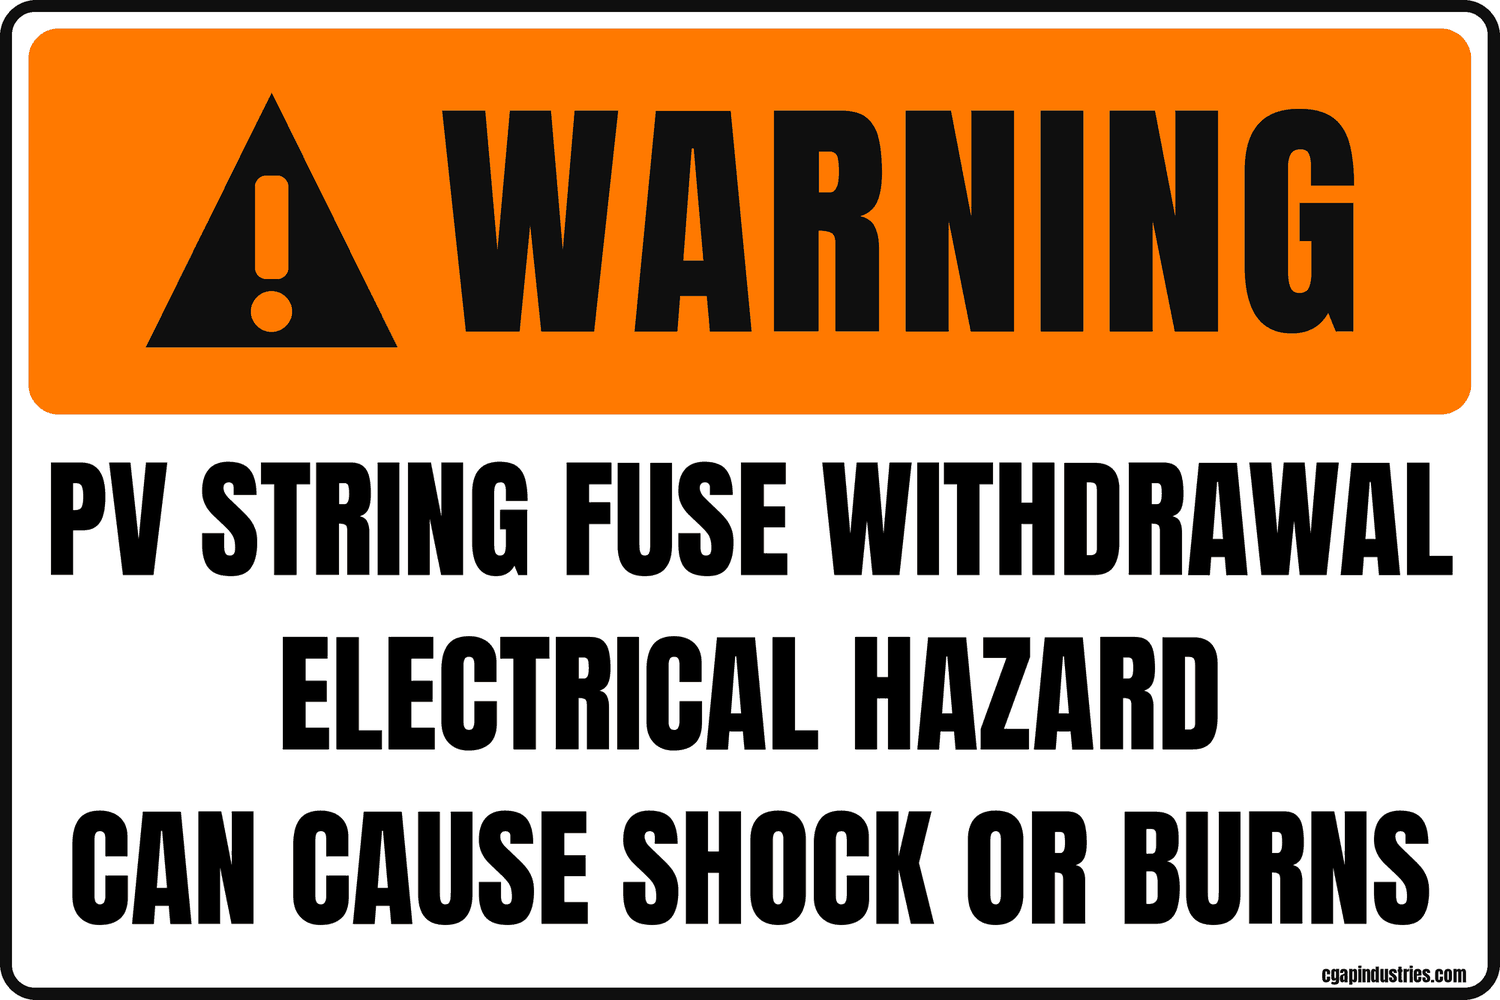 WARNING
PV STRING FUSE WITHDRAWAL
ELECTRICAL HAZARD
CAN CAUSE SHOCK OR BURNS
cgapindustries.com